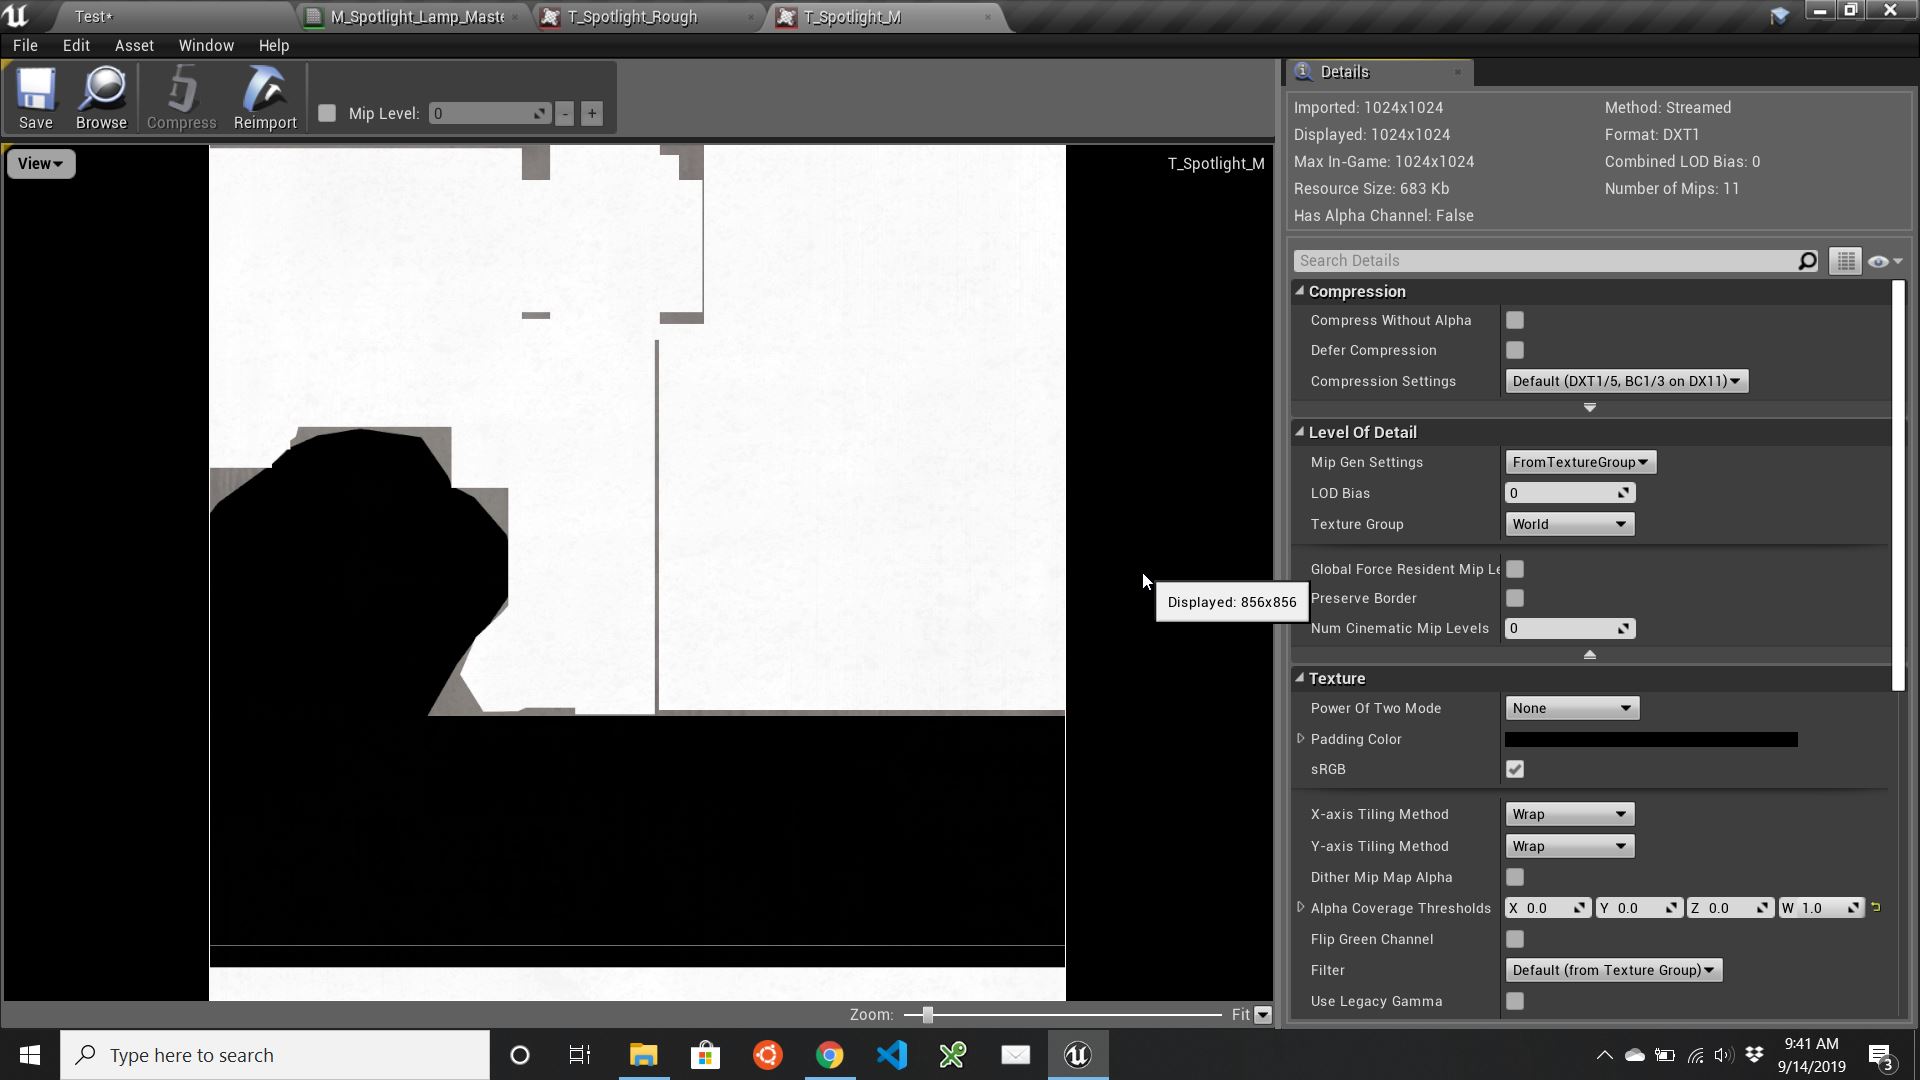 Test*
M_Spotlight_Lamp_Maste
T_Spotlight_Rough
T_Spotlight_M
File Edit Asset Window Help
Save Browse Compress Reimport
Mip Level: 0 - +
View
T_Spotlight_M
Displayed: 856x856
Zoom: Fit
Details
Imported: 1024x1024 Method: Streamed
Displayed: 1024x1024 Format: DXT1
Max In-Game: 1024x1024 Combined LOD Bias: 0
Resource Size: 683 Kb Number of Mips: 11
Has Alpha Channel: False
Search Details
Compression
Compress Without Alpha
Defer Compression
Compression Settings Default (DXT1/5, BC1/3 on DX11)
Level Of Detail
Mip Gen Settings FromTextureGroup
LOD Bias 0
Texture Group World
Global Force Resident Mip Le
Preserve Border
Num Cinematic Mip Levels 0
Texture
Power Of Two Mode None
Padding Color
sRGB
X-axis Tiling Method Wrap
Y-axis Tiling Method Wrap
Dither Mip Map Alpha
Alpha Coverage Thresholds X 0.0 Y 0.0 Z 0.0 W 1.0
Flip Green Channel
Filter Default (from Texture Group)
Use Legacy Gamma
Type here to search
9:41 AM
9/14/2019
3